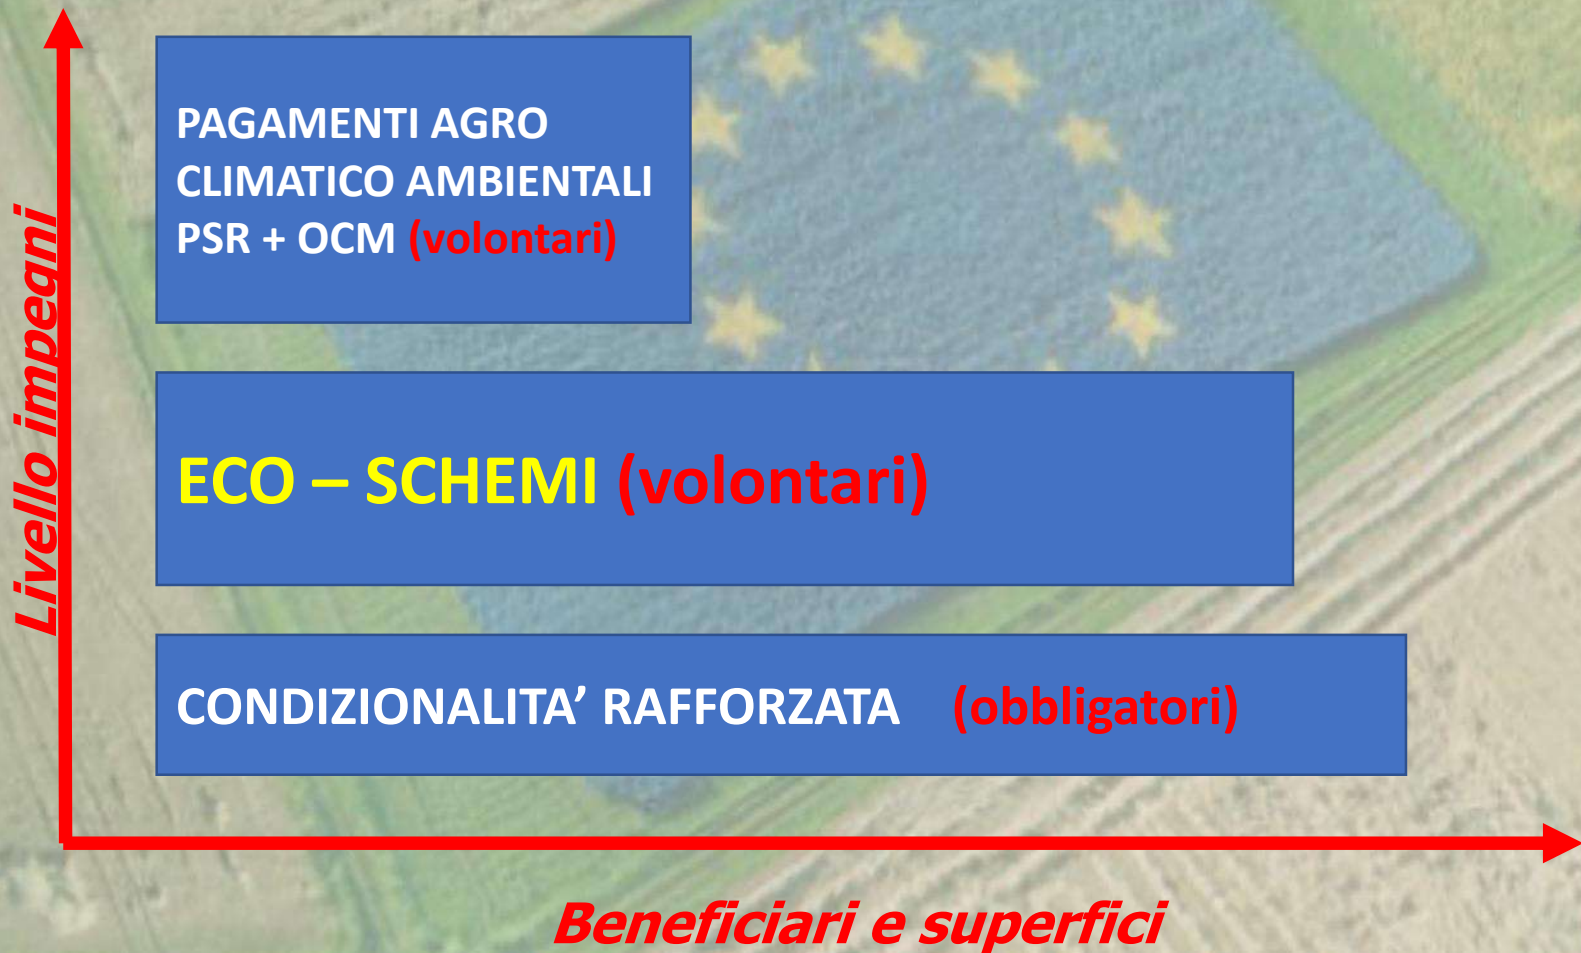 PAGAMENTI AGRO
CLIMATICO AMBIENTALI
PSR + OCM (volontari)
Livello impegni
ECO – SCHEMI (volontari)
CONDIZIONALITA’ RAFFORZATA (obbligatori)
Beneficiari e superfici